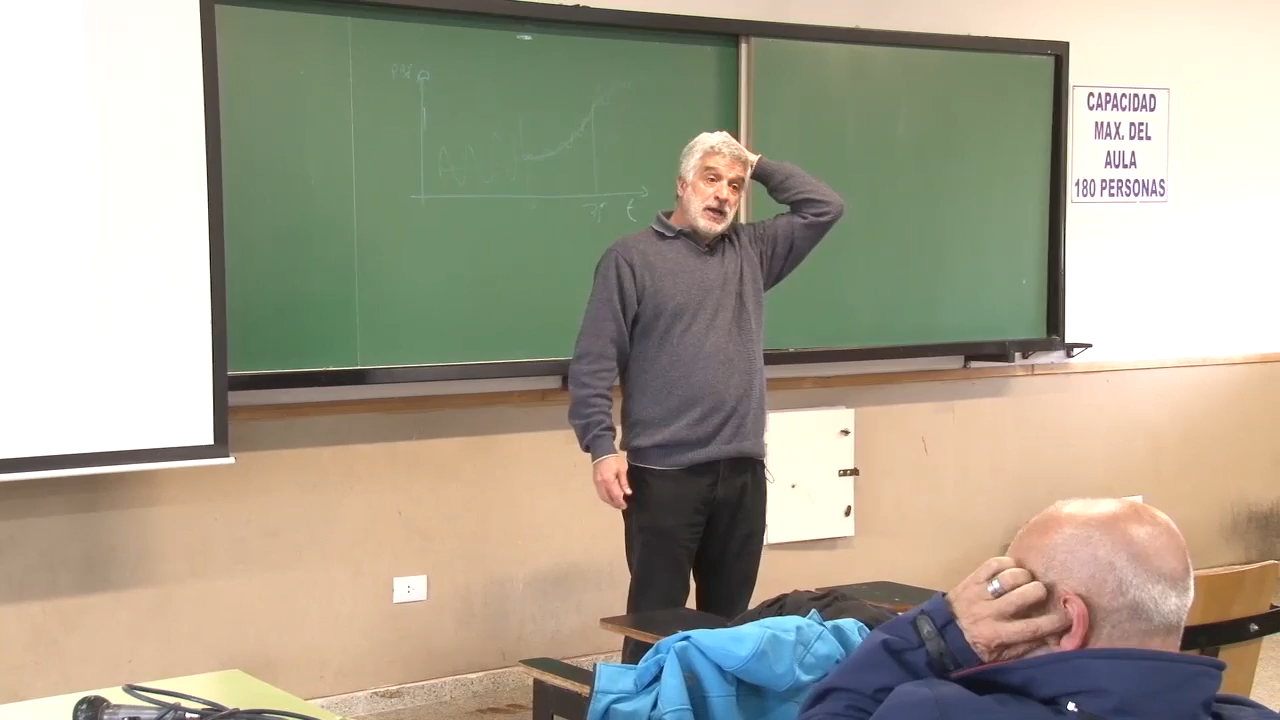 CAPACIDAD
MAX. DEL
AULA
180 PERSONAS
t